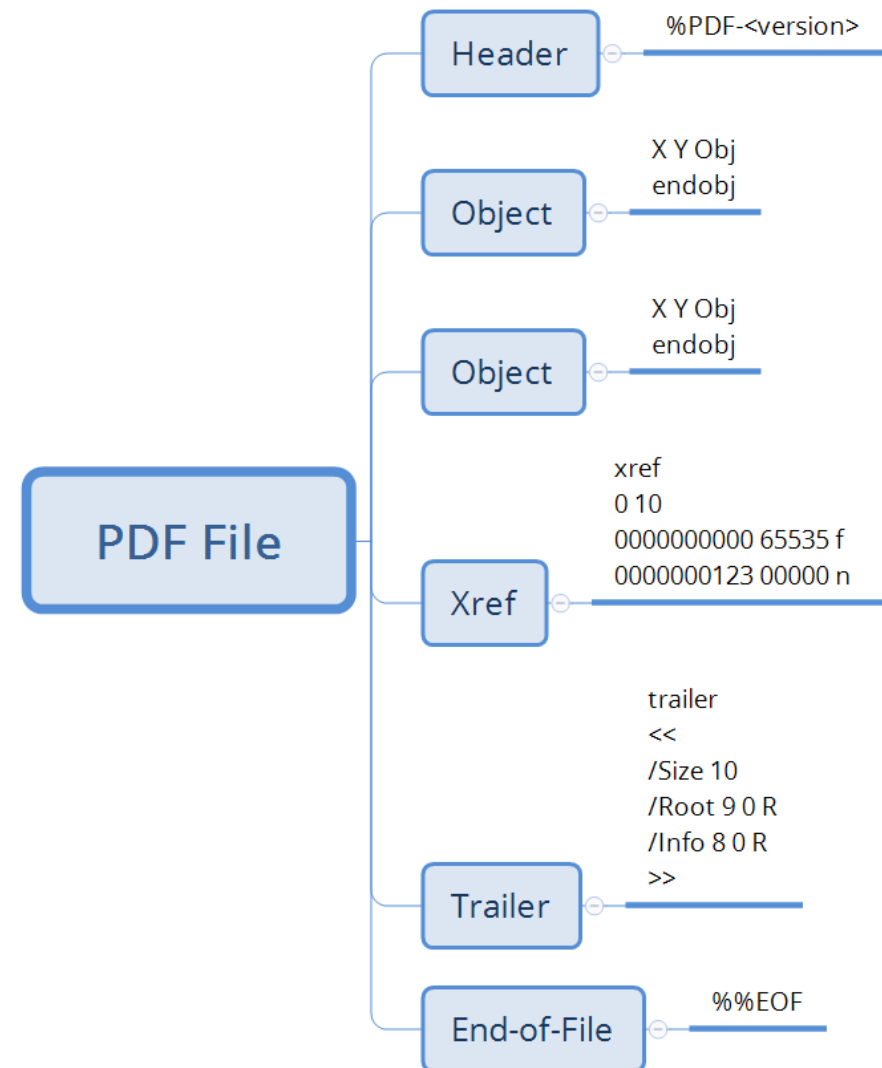 PDF File
Header
%PDF-<version>
Object
X Y Obj
endobj
Object
X Y Obj
endobj
Xref
xref
0 10
0000000000 65535 f
0000000123 00000 n
Trailer
trailer
<<
/Size 10
/Root 9 0 R
/Info 8 0 R
>>
End-of-File
%%EOF